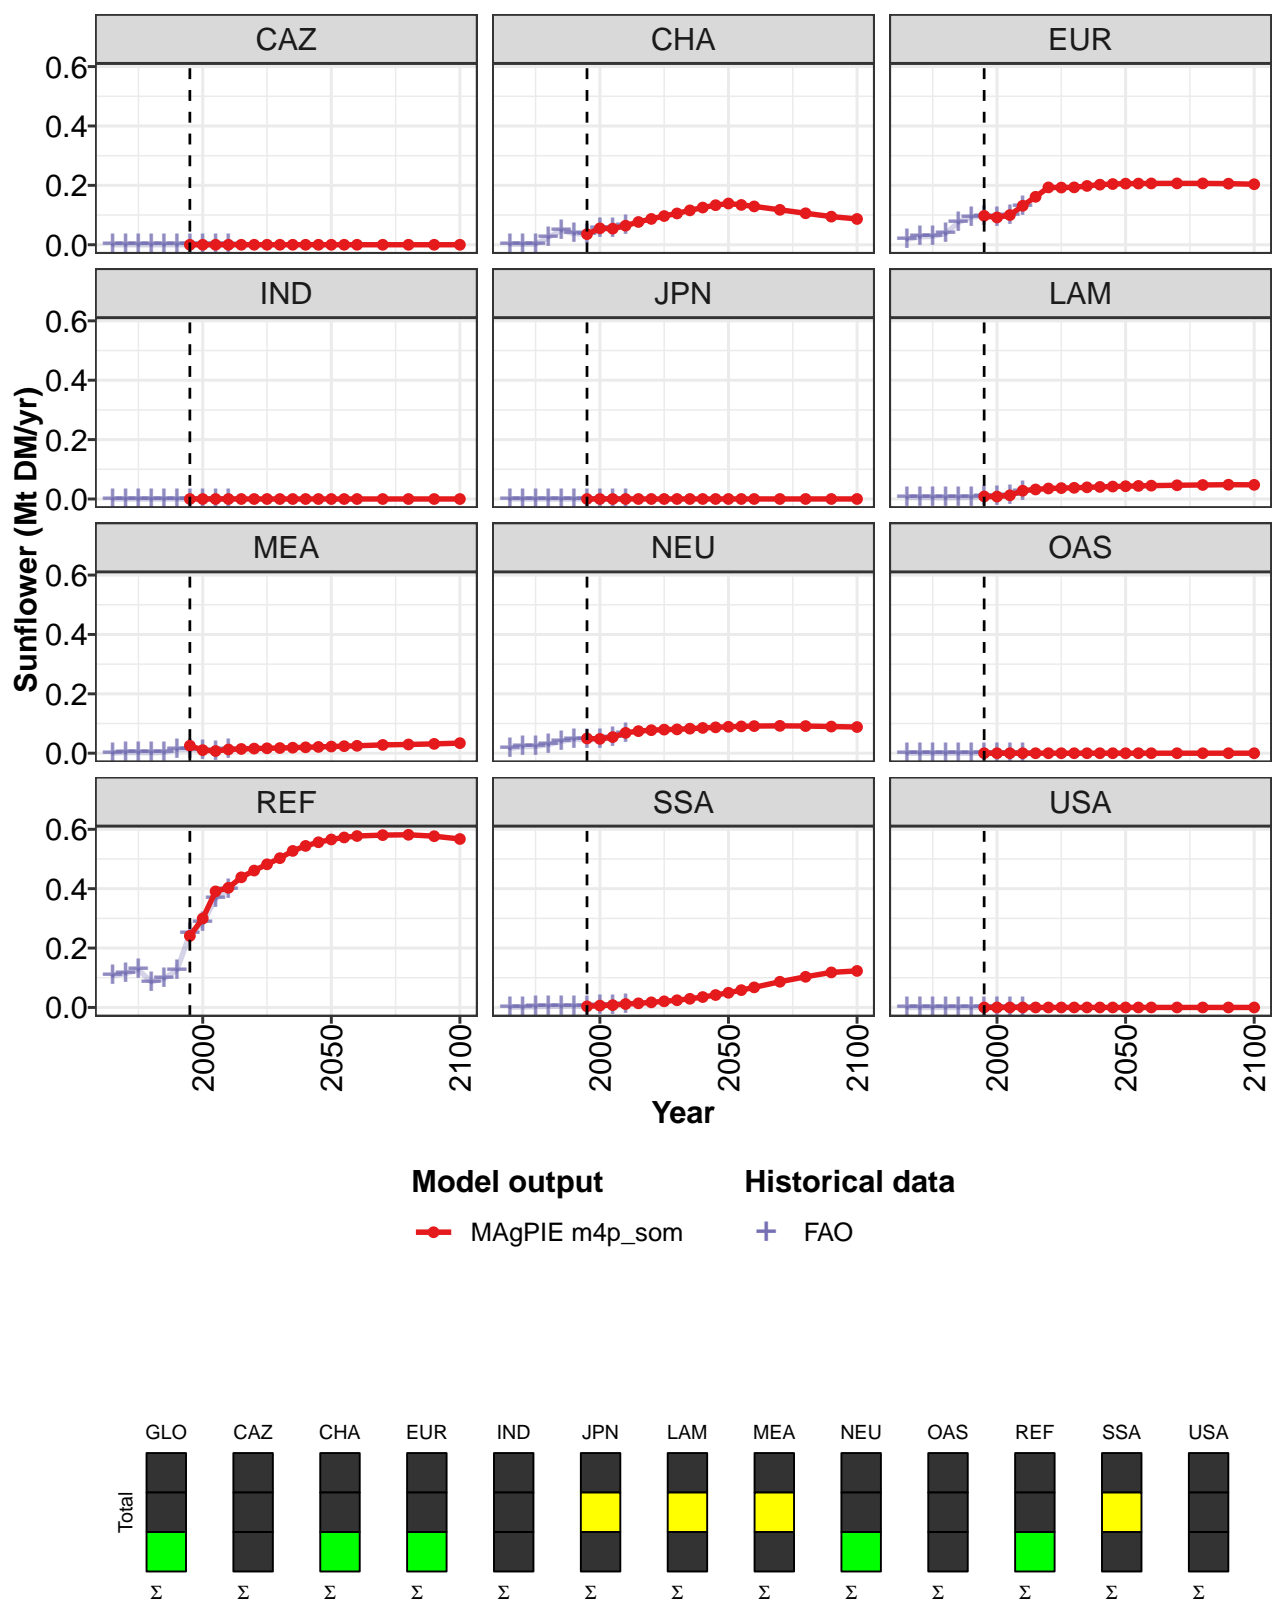 CAZ CHA EUR
0.6
0.4
0.2
0.0
IND JPN LAM
0.6
0.4
0.2
0.0
MEA NEU OAS
0.6
0.4
0.2
0.0
REF SSA USA
0.6
0.4
0.2
0.0
Sunflower (Mt DM/yr)
2000 2050 2100 2000 2050 2100 2000 2050 2100
Year
Model output Historical data
MAgPIE m4p_som FAO
GLO CAZ CHA EUR IND JPN LAM MEA NEU OAS REF SSA USA
Total
Σ Σ Σ Σ Σ Σ Σ Σ Σ Σ Σ Σ Σ